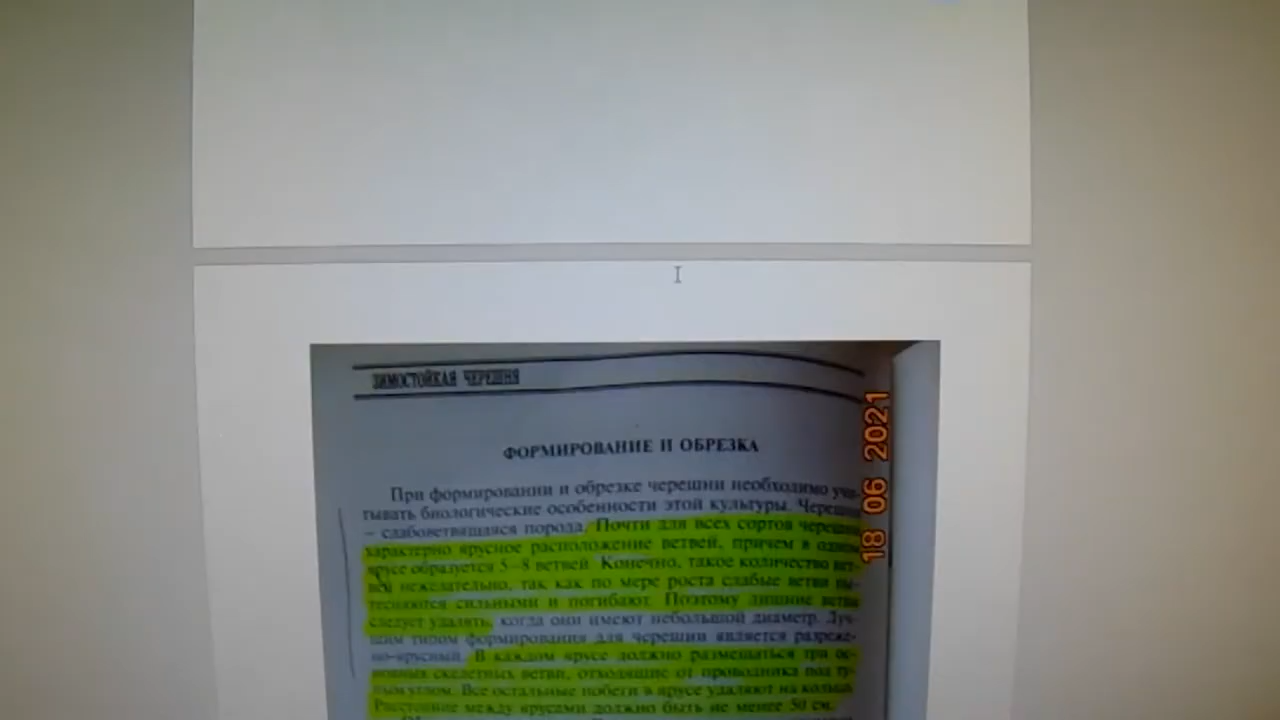 ЗИМОСТОЙКАЯ ЧЕРЕШНЯ
18 06 2021
ФОРМИРОВАНИЕ И ОБРЕЗКА
При формировании и обрезке черешни необходимо учи-
тывать биологические особенности этой культуры. Черешня
– слабоветвящаяся порода. Почти для всех сортов черешни
характерно ярусное расположение ветвей, причем в одном
ярусе образуется 5–8 ветвей. Конечно, такое количество вет-
вей нежелательно, так как по мере роста слабые ветви вы-
тесняются сильными и погибают. Поэтому лишние ветви
следует удалять, когда они имеют небольшой диаметр. Луч-
шим типом формирования для черешни является разреже-
но-ярусный. В каждом ярусе должно размещаться три ос-
новных скелетных ветви, отходящие от проводника под ту-
пым углом. Все остальные побеги в ярусе удаляют на кольцо.
Расстояние между ярусами должно быть не менее 50 см.